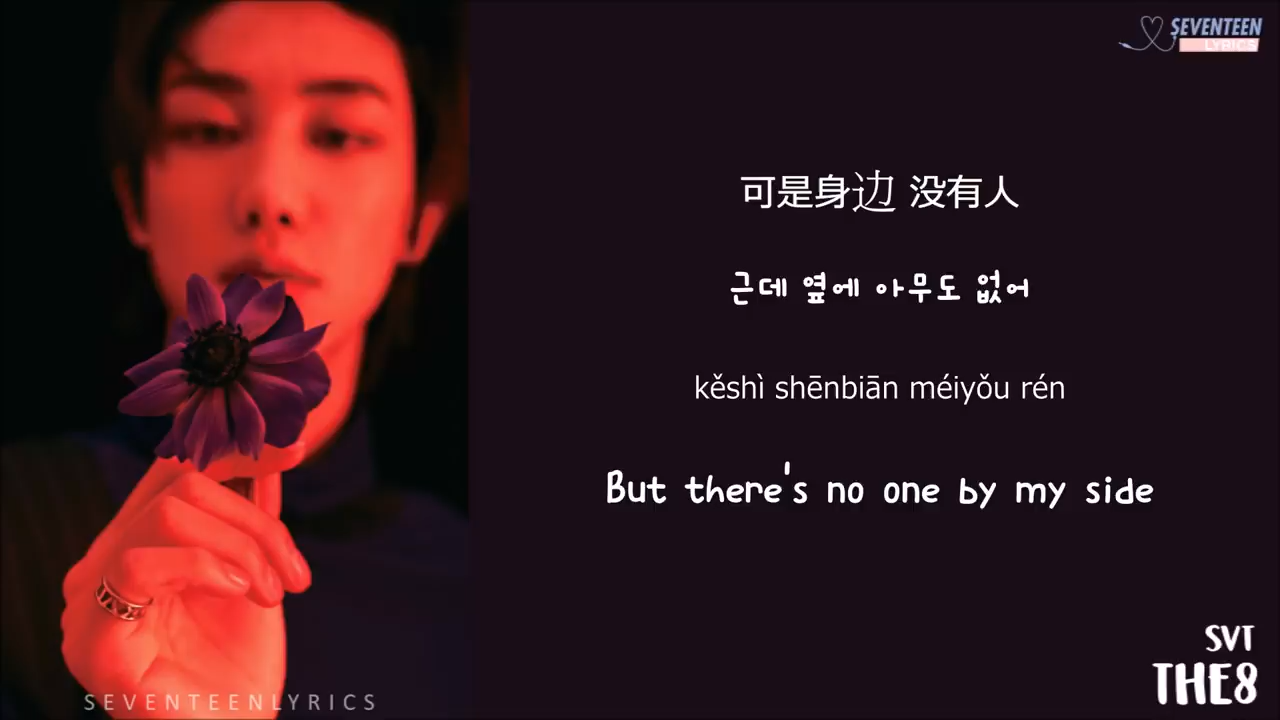 SEVENTEEN
LYRICS
可是身边 没有人
근데 옆에 아무도 없어
kěshì shēnbiān méiyǒu rén
But there's no one by my side
SVT
THE8
SEVENTEENLYRICS